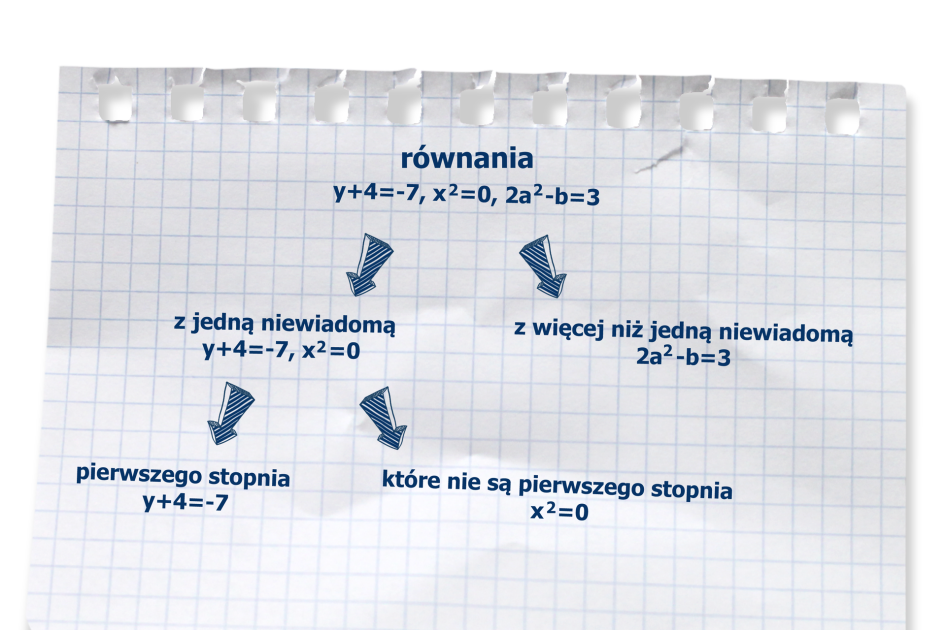 równania
y+4=-7, x²=0, 2a²-b=3
z jedną niewiadomą
y+4=-7, x²=0
z więcej niż jedną niewiadomą
2a²-b=3
pierwszego stopnia
y+4=-7
które nie są pierwszego stopnia
x²=0